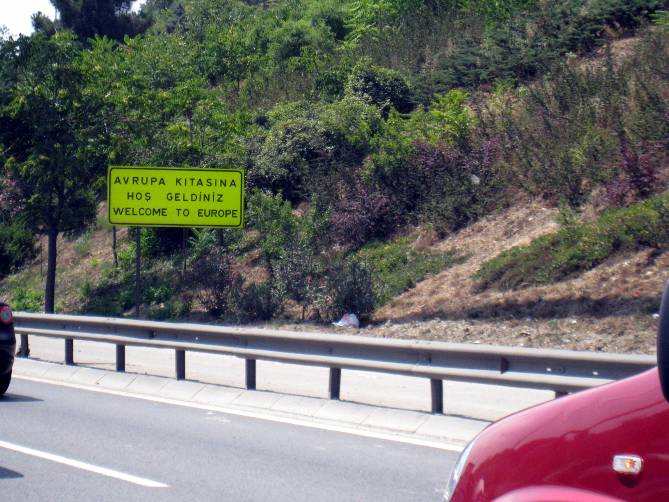 AVRUPA KITASINA
HOŞ GELDİNİZ
WELCOME TO EUROPE